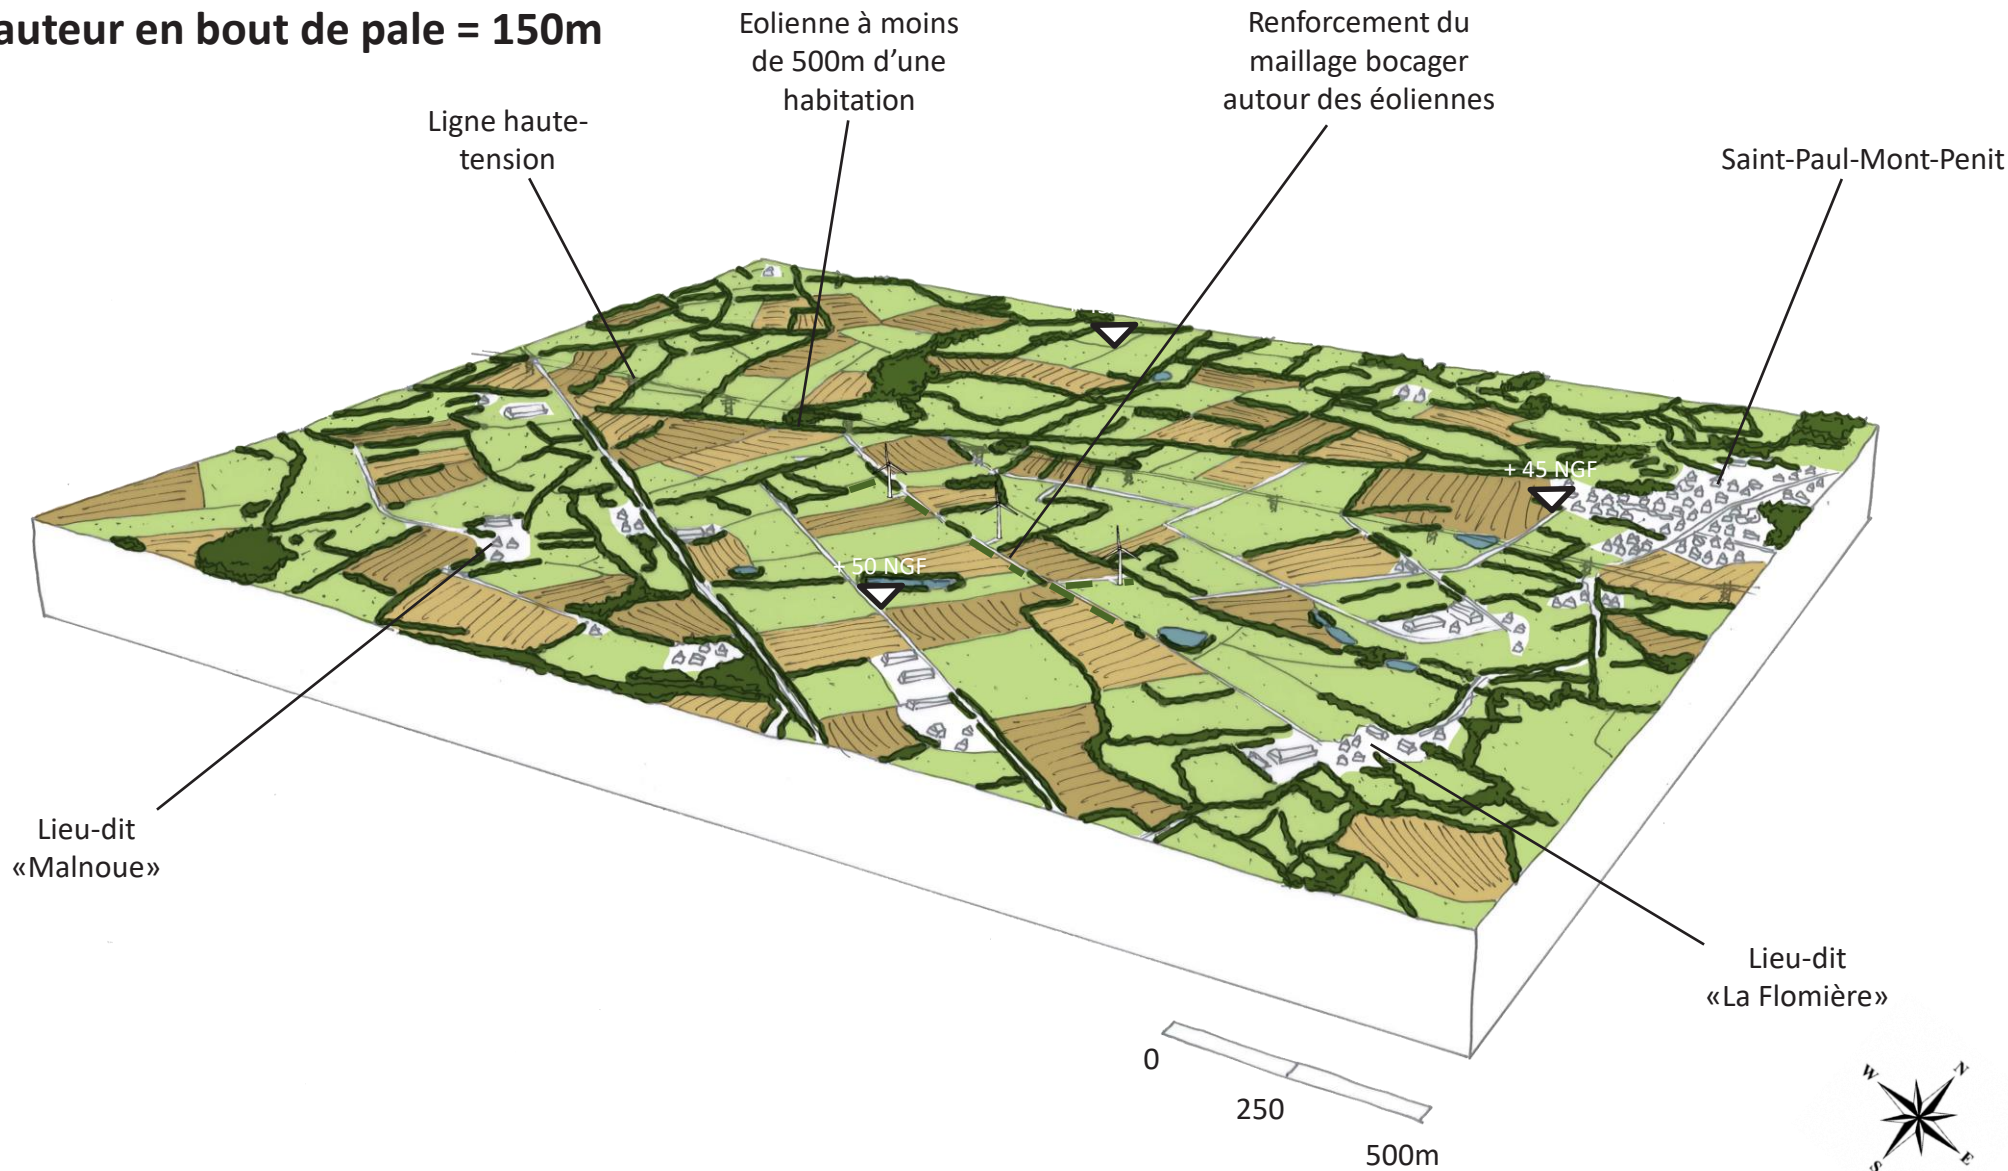 auteur en bout de pale = 150m
Eolienne à moins
de 500m d’une
habitation
Renforcement du
maillage bocager
autour des éoliennes
Ligne haute-
tension
Saint-Paul-Mont-Penit
+ 45 NGF
+ 50 NGF
Lieu-dit
«Malnoue»
Lieu-dit
«La Flomière»
0
250
500m
W
N
S
E